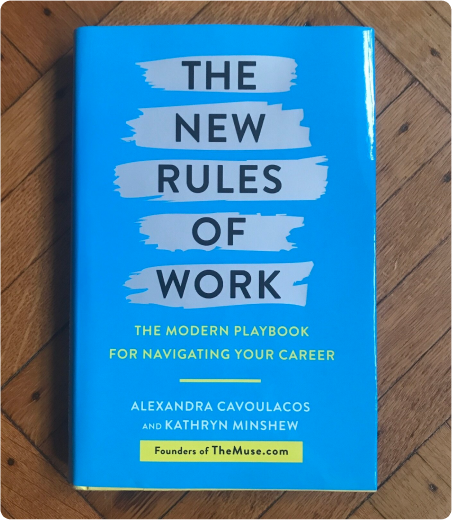 THE
NEW
RULES
OF
WORK
THE MODERN PLAYBOOK
FOR NAVIGATING YOUR CAREER
ALEXANDRA CAVOULACOS
AND KATHRYN MINSHEW
Founders of TheMuse.com